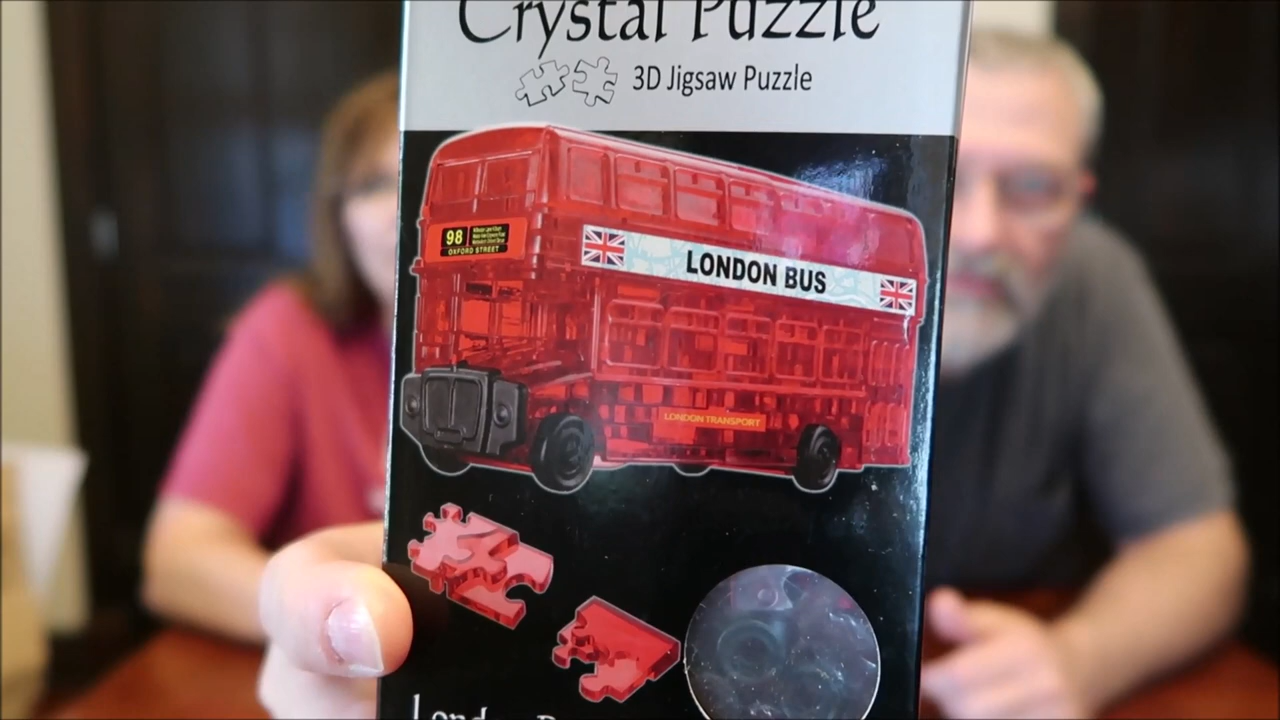 Crystal Puzzle
3D Jigsaw Puzzle
98
OXFORD STREET
LONDON BUS
LONDON TRANSPORT